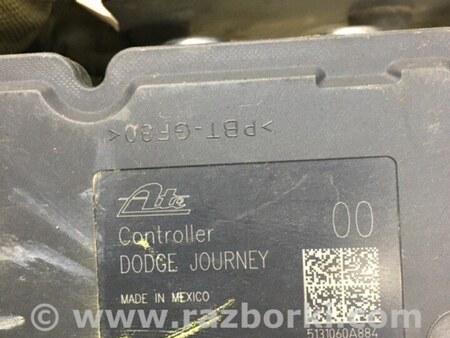 >PBT-GF30<
Ate
00
Controller
DODGE JOURNEY
MADE IN MEXICO
5131060A884
www.razborki.com